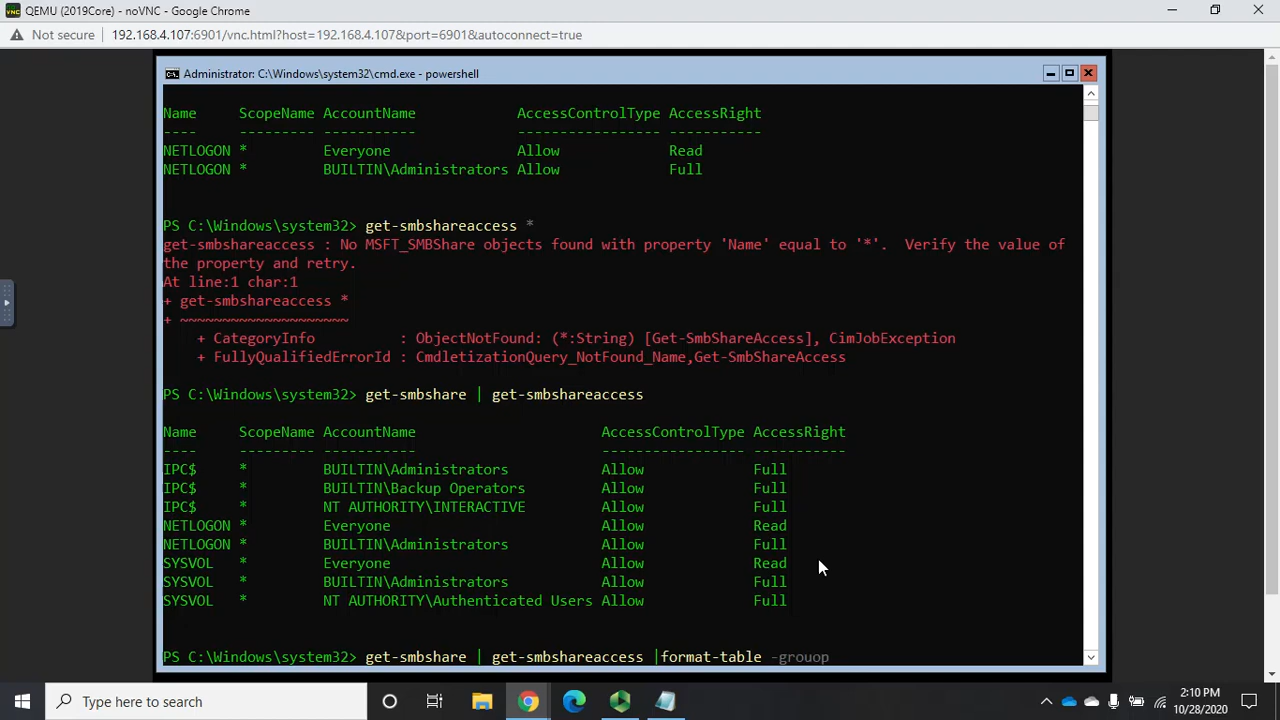 QEMU (2019Core) - noVNC - Google Chrome
Not secure 192.168.4.107:6901/vnc.html?host=192.168.4.107&port=6901&autoconnect=true
Administrator: C:\Windows\system32\cmd.exe - powershell
Name ScopeName AccountName AccessControlType AccessRight
---- --------- ----------- ----------------- -----------
NETLOGON * Everyone Allow Read
NETLOGON * BUILTIN\Administrators Allow Full
PS C:\Windows\system32> get-smbshareaccess *
get-smbshareaccess : No MSFT_SMBShare objects found with property 'Name' equal to '*'. Verify the value of
the property and retry.
At line:1 char:1
+ get-smbshareaccess *
+ ~~~~~~~~~~~~~~~~~~~~
+ CategoryInfo : ObjectNotFound: (*:String) [Get-SmbShareAccess], CimJobException
+ FullyQualifiedErrorId : CmdletizationQuery_NotFound_Name,Get-SmbShareAccess
PS C:\Windows\system32> get-smbshare | get-smbshareaccess
Name ScopeName AccountName AccessControlType AccessRight
---- --------- ----------- ----------------- -----------
IPC$ * BUILTIN\Administrators Allow Full
IPC$ * BUILTIN\Backup Operators Allow Full
IPC$ * NT AUTHORITY\INTERACTIVE Allow Full
NETLOGON * Everyone Allow Read
NETLOGON * BUILTIN\Administrators Allow Full
SYSVOL * Everyone Allow Read
SYSVOL * BUILTIN\Administrators Allow Full
SYSVOL * NT AUTHORITY\Authenticated Users Allow Full
PS C:\Windows\system32> get-smbshare | get-smbshareaccess |format-table -grouop
Type here to search
2:10 PM
10/28/2020